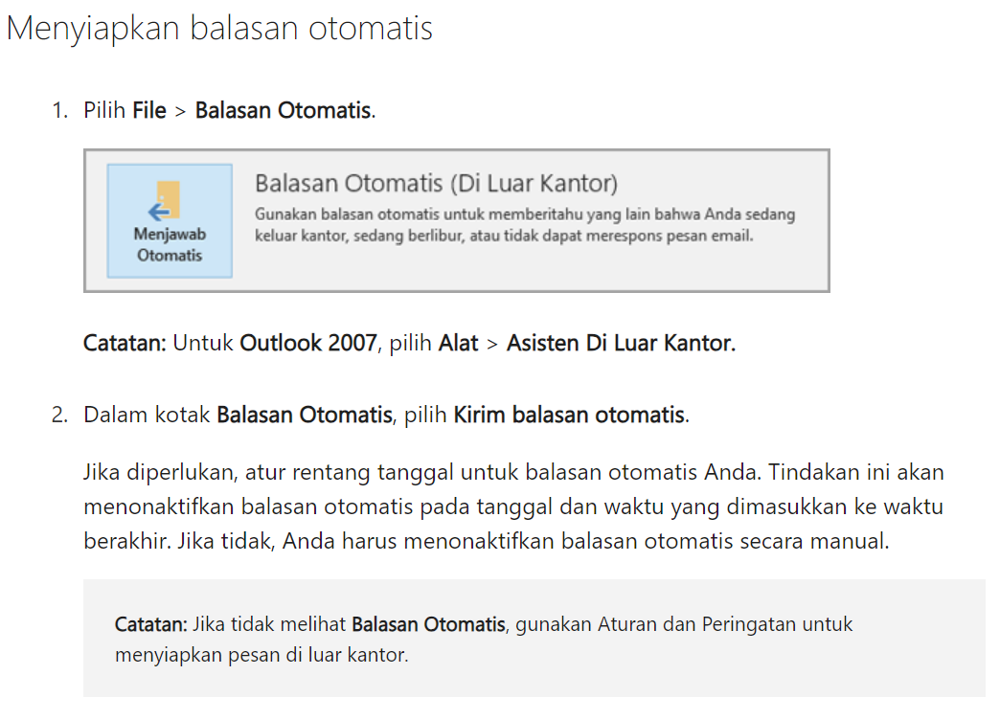 Menyiapkan balasan otomatis
1. Pilih File > Balasan Otomatis.
Menjawab
Otomatis
Balasan Otomatis (Di Luar Kantor)
Gunakan balasan otomatis untuk memberitahu yang lain bahwa Anda sedang
keluar kantor, sedang berlibur, atau tidak dapat merespons pesan email.
Catatan: Untuk Outlook 2007, pilih Alat > Asisten Di Luar Kantor.
2. Dalam kotak Balasan Otomatis, pilih Kirim balasan otomatis.
Jika diperlukan, atur rentang tanggal untuk balasan otomatis Anda. Tindakan ini akan
menonaktifkan balasan otomatis pada tanggal dan waktu yang dimasukkan ke waktu
berakhir. Jika tidak, Anda harus menonaktifkan balasan otomatis secara manual.
Catatan: Jika tidak melihat Balasan Otomatis, gunakan Aturan dan Peringatan untuk
menyiapkan pesan di luar kantor.